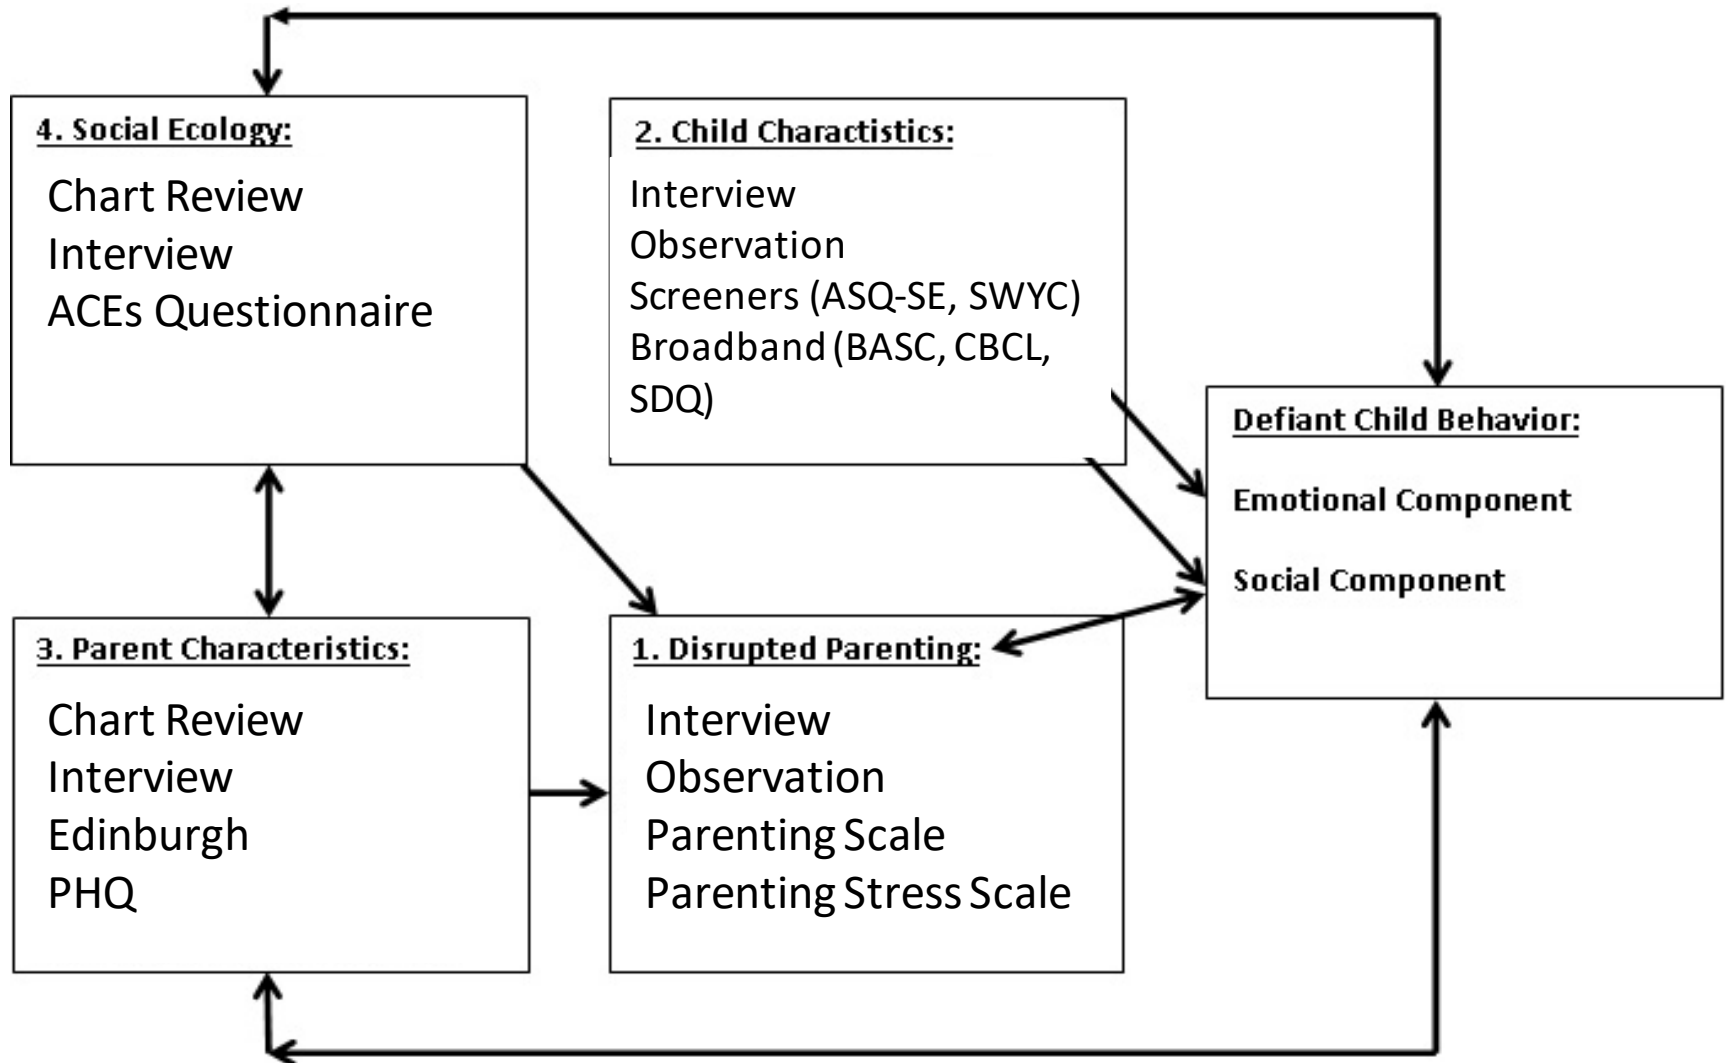 4. Social Ecology:
Chart Review
Interview
ACEs Questionnaire
2. Child Charactistics:
Interview
Observation
Screeners (ASQ-SE, SWYC)
Broadband (BASC, CBCL,
SDQ)
Defiant Child Behavior:
Emotional Component
Social Component
3. Parent Characteristics:
Chart Review
Interview
Edinburgh
PHQ
1. Disrupted Parenting:
Interview
Observation
Parenting Scale
Parenting Stress Scale